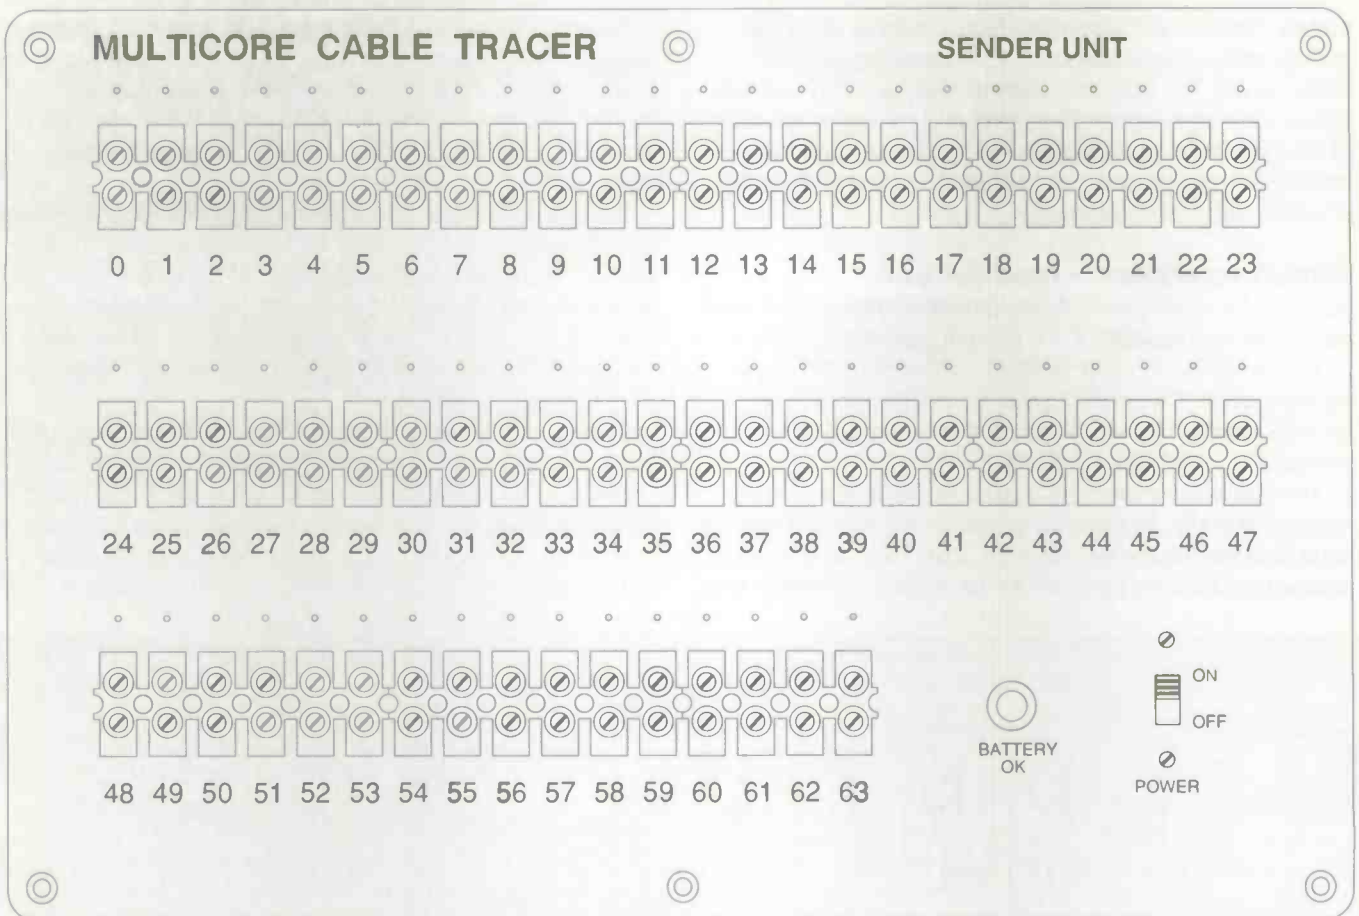 MULTICORE CABLE TRACER SENDER UNIT
0 1 2 3 4 5 6 7 8 9 10 11 12 13 14 15 16 17 18 19 20 21 22 23
24 25 26 27 28 29 30 31 32 33 34 35 36 37 38 39 40 41 42 43 44 45 46 47
ON
OFF
BATTERY
OK
POWER
48 49 50 51 52 53 54 55 56 57 58 59 60 61 62 63